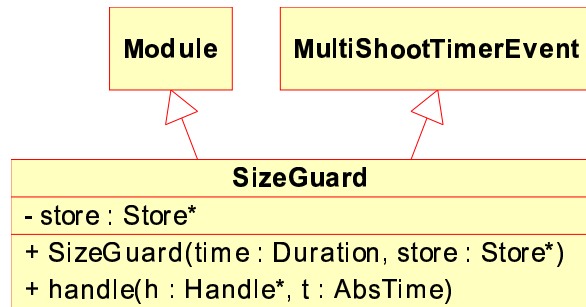 Module
MultiShootTimerEvent
SizeGuard
- store : Store*
+ SizeGuard(time : Duration, store : Store*)
+ handle(h : Handle*, t : AbsTime)